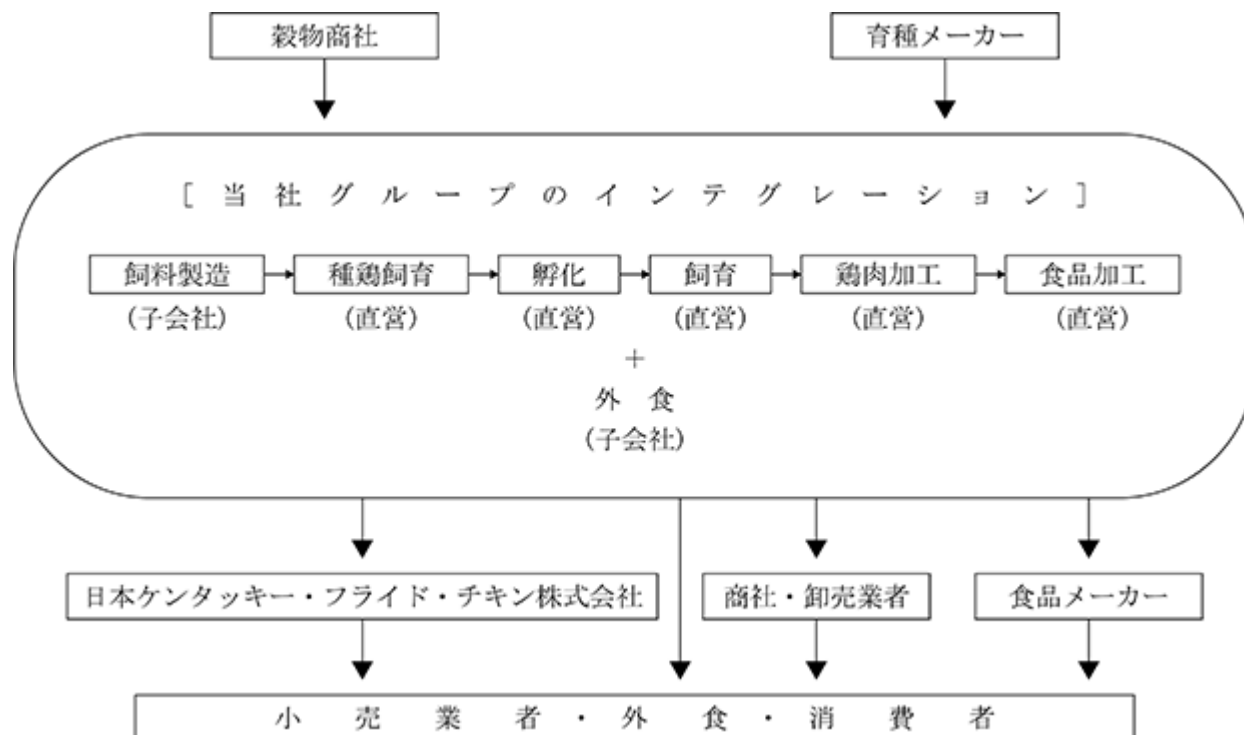 穀物商社 育種メーカー
[当社グループのインテグレーション]
飼料製造 種鶏飼育 孵化 飼育 鶏肉加工 食品加工
(子会社) (直営) (直営) (直営) (直営) (直営)
+
外食
(子会社)
日本ケンタッキー・フライド・チキン株式会社 商社・卸売業者 食品メーカー
小売業者・外食・消費者